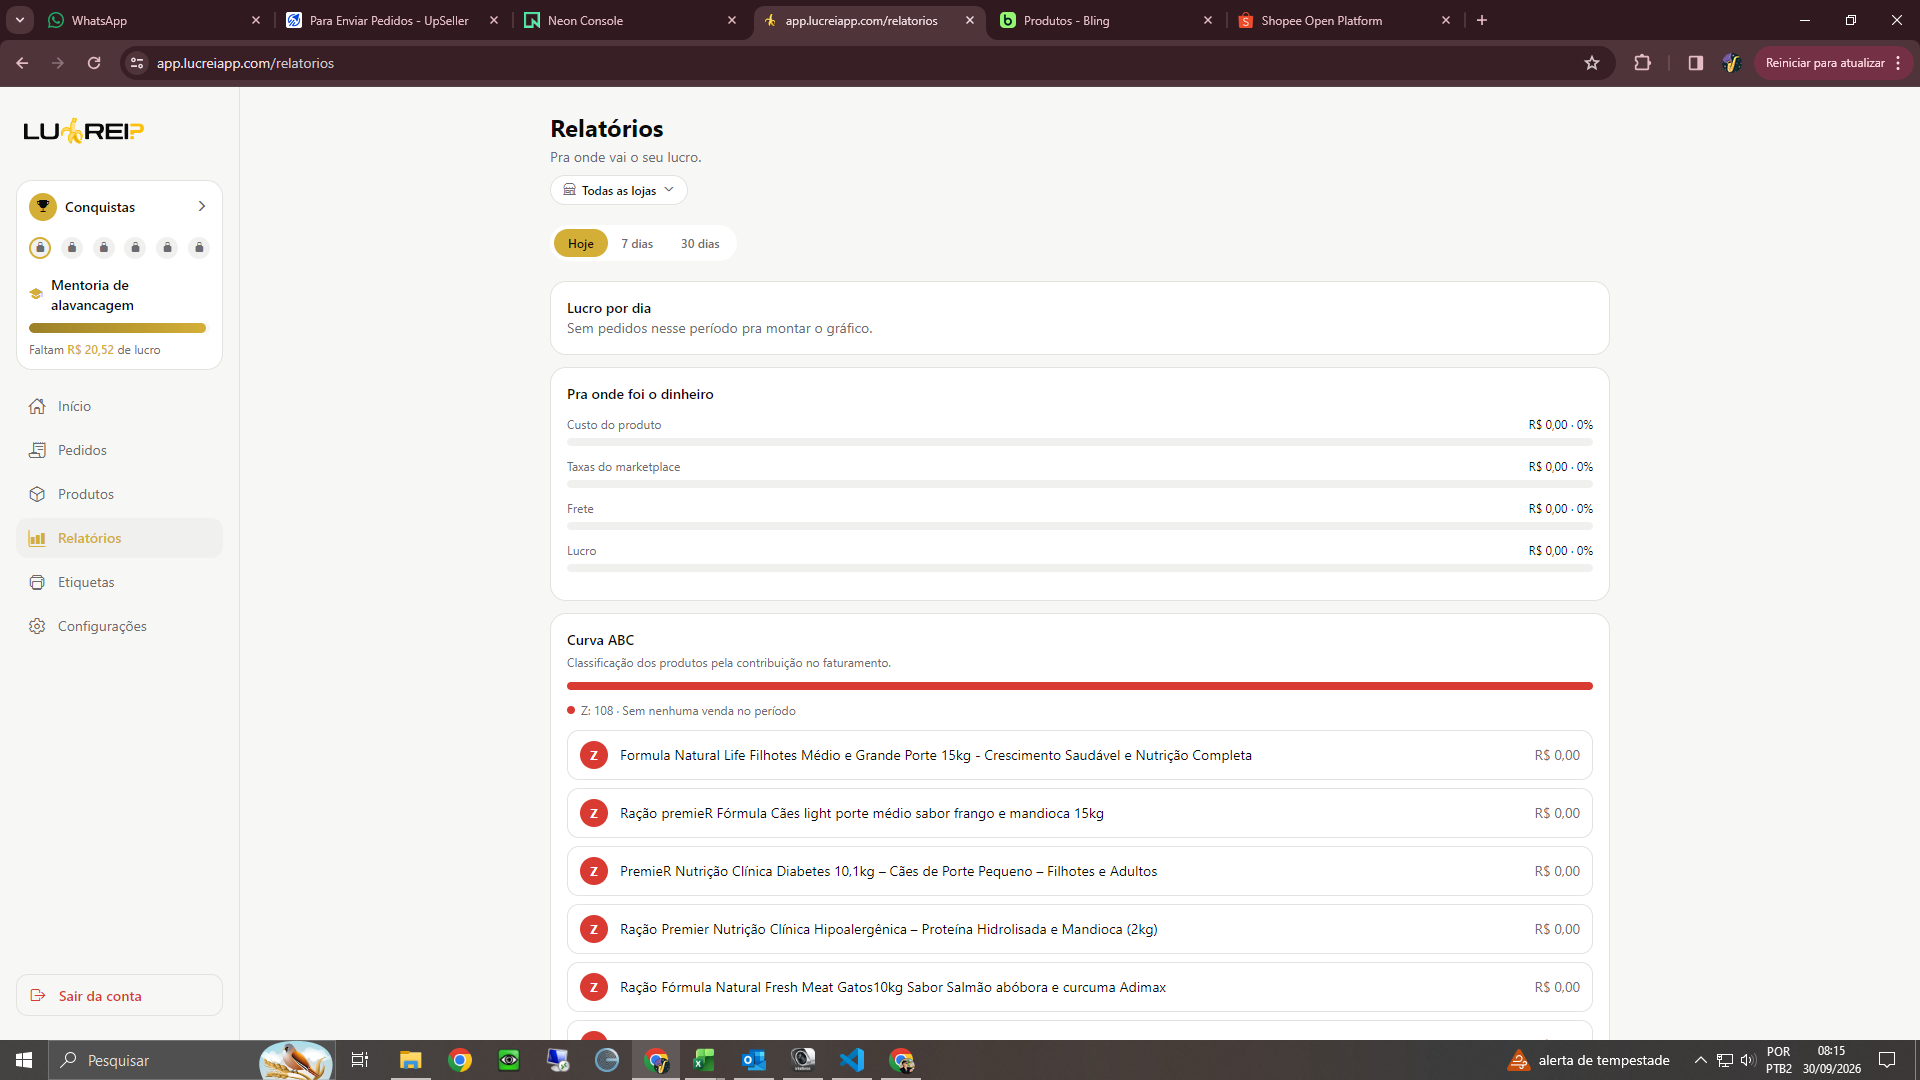 WhatsApp
Para Enviar Pedidos - UpSeller
Neon Console
app.lucreiapp.com/relatorios
Produtos - Bling
Shopee Open Platform
app.lucreiapp.com/relatorios
Reiniciar para atualizar
LUCREI?
Conquistas
Mentoria de
alavancagem
Faltam R$ 20,52 de lucro
Início
Pedidos
Produtos
Relatórios
Etiquetas
Configurações
Sair da conta
Relatórios
Pra onde vai o seu lucro.
Todas as lojas
Hoje 7 dias 30 dias
Lucro por dia
Sem pedidos nesse período pra montar o gráfico.
Pra onde foi o dinheiro
Custo do produto R$ 0,00 · 0%
Taxas do marketplace R$ 0,00 · 0%
Frete R$ 0,00 · 0%
Lucro R$ 0,00 · 0%
Curva ABC
Classificação dos produtos pela contribuição no faturamento.
Z: 108 · Sem nenhuma venda no período
Z Formula Natural Life Filhotes Médio e Grande Porte 15kg - Crescimento Saudável e Nutrição Completa R$ 0,00
Z Ração premieR Fórmula Cães light porte médio sabor frango e mandioca 15kg R$ 0,00
Z PremieR Nutrição Clínica Diabetes 10,1kg – Cães de Porte Pequeno – Filhotes e Adultos R$ 0,00
Z Ração Premier Nutrição Clínica Hipoalergênica – Proteína Hidrolisada e Mandioca (2kg) R$ 0,00
Z Ração Fórmula Natural Fresh Meat Gatos10kg Sabor Salmão abóbora e curcuma Adimax R$ 0,00
Pesquisar
alerta de tempestade
POR
PTB2
08:15
30/09/2026